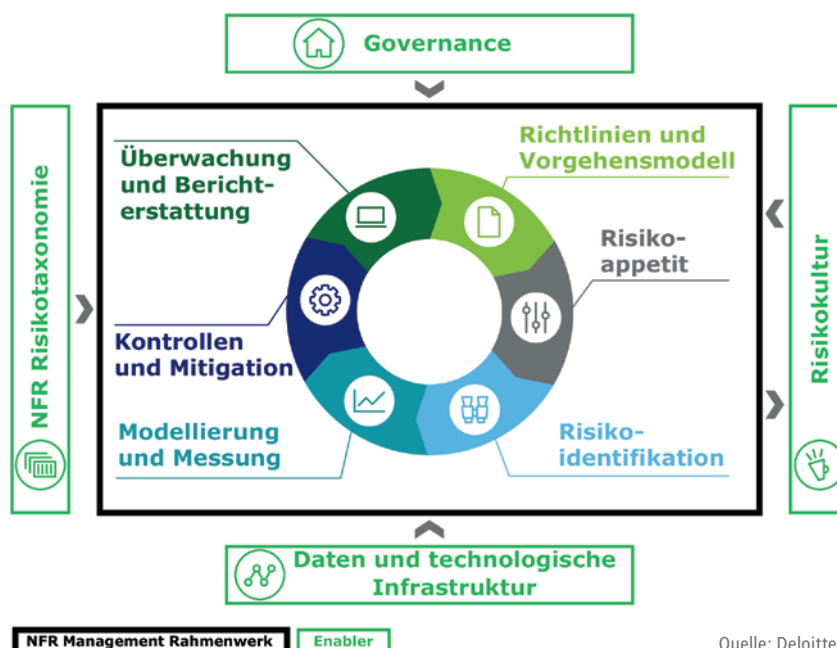 Governance
NFR Risikotaxonomie
Überwachung
und Bericht-
erstattung
Richtlinien und
Vorgehensmodell
Risiko-
appetit
Kontrollen
und Mitigation
Modellierung
und Messung
Risiko-
identifikation
Risikokultur
Daten und technologische
Infrastruktur
NFR Management Rahmenwerk
Enabler
Quelle: Deloitte